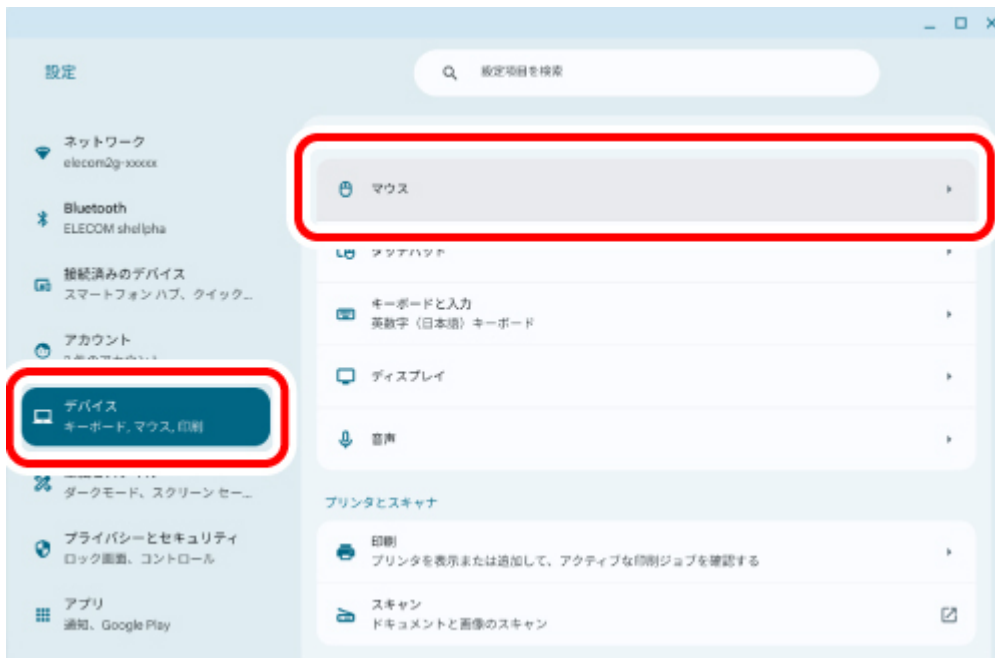 設定
設定項目を検索
ネットワーク
elecom2g-xxxxx
Bluetooth
ELECOM shellpha
接続済みのデバイス
スマートフォン ハブ、クイック...
アカウント
デバイス
キーボード, マウス, 印刷
ダークモード、スクリーン セー...
プライバシーとセキュリティ
ロック画面、コントロール
アプリ
通知、Google Play
マウス
タッチパッド
キーボードと入力
英数字（日本語）キーボード
ディスプレイ
音声
プリンタとスキャナ
印刷
プリンタを表示または追加して、アクティブな印刷ジョブを確認する
スキャン
ドキュメントと画像のスキャン